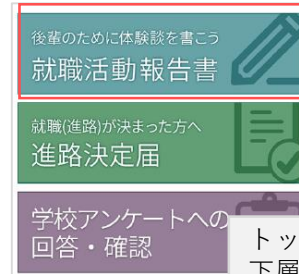 後輩のために体験談を書こう
就職活動報告書
就職(進路)が決まった方へ
進路決定届
学校アンケートへの
回答・確認
トッ
下層